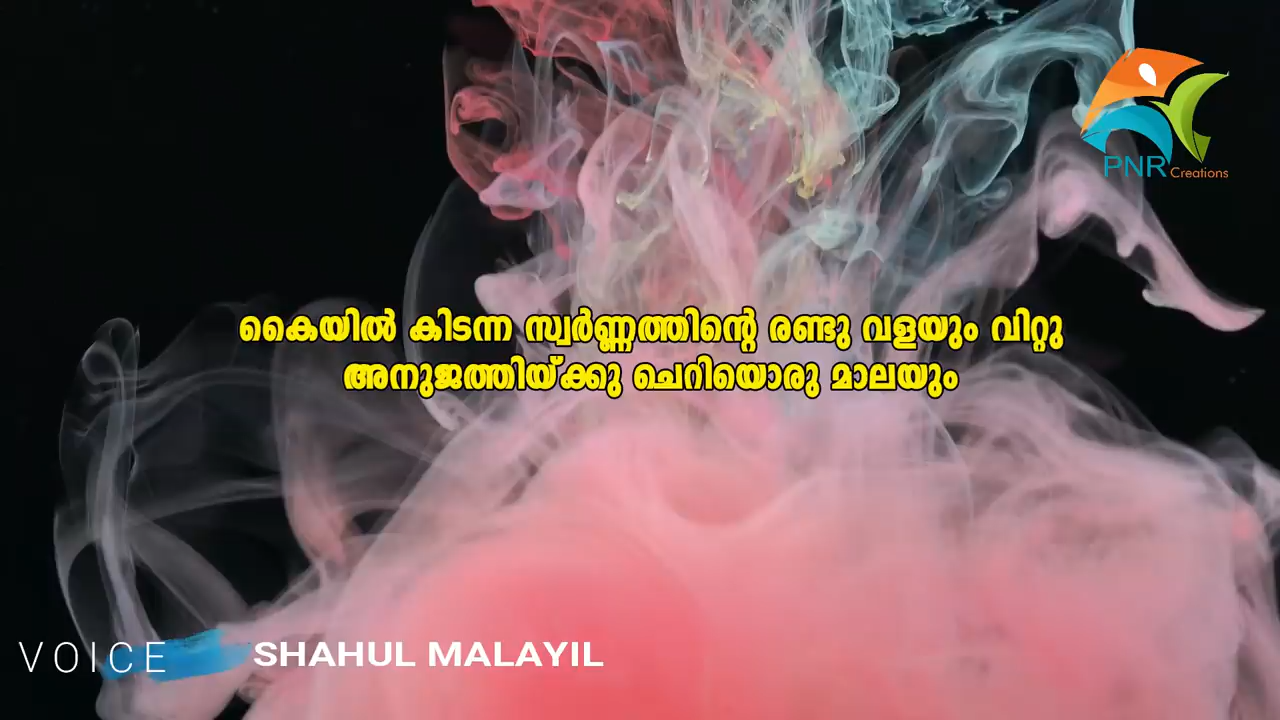 PNR Creations
കൈയിൽ കിടന്ന സ്വർണ്ണത്തിന്റെ രണ്ടു വളയും വിറ്റു
അനുജത്തിയ്ക്കു ചെറിയൊരു മാലയും
VOICE SHAHUL MALAYIL